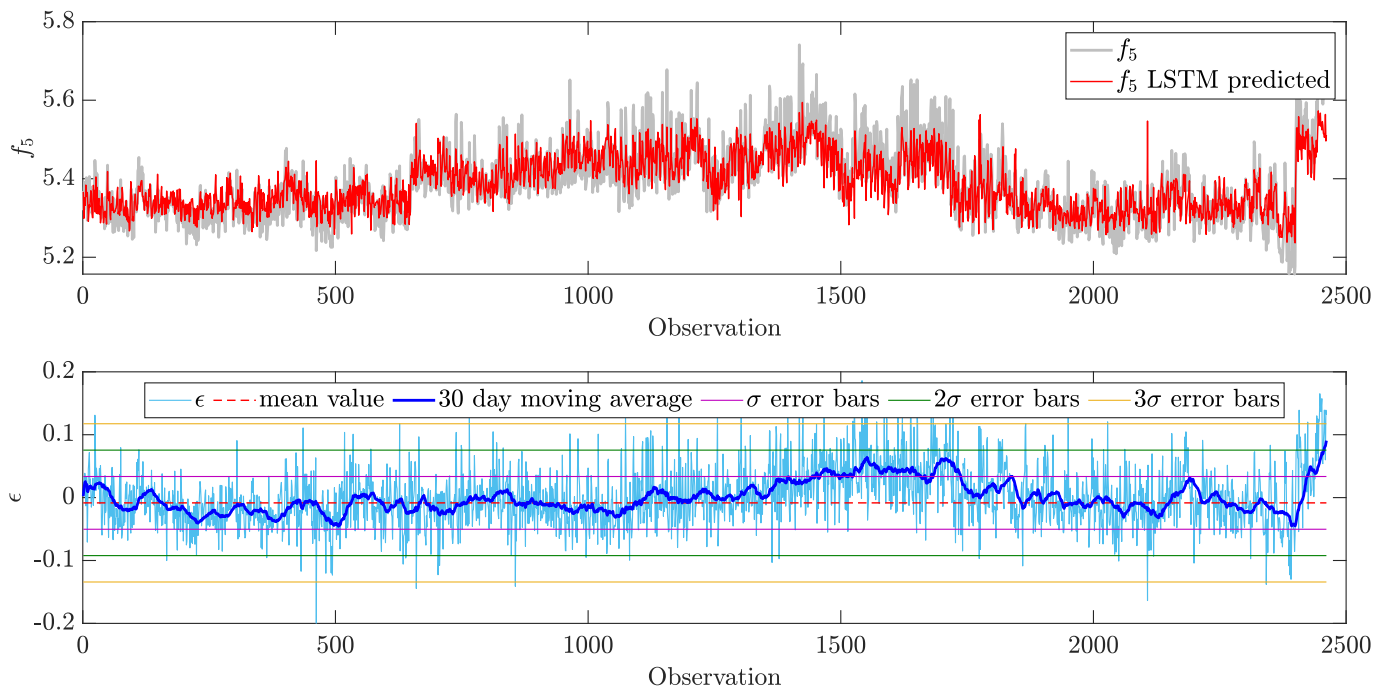 5.8
5.6
5.4
5.2
f₅
f₅
f₅ LSTM predicted
0 500 1000 1500 2000 2500
Observation
0.2
0.1
0
-0.1
-0.2
ϵ
ϵ mean value 30 day moving average σ error bars 2σ error bars 3σ error bars
0 500 1000 1500 2000 2500
Observation